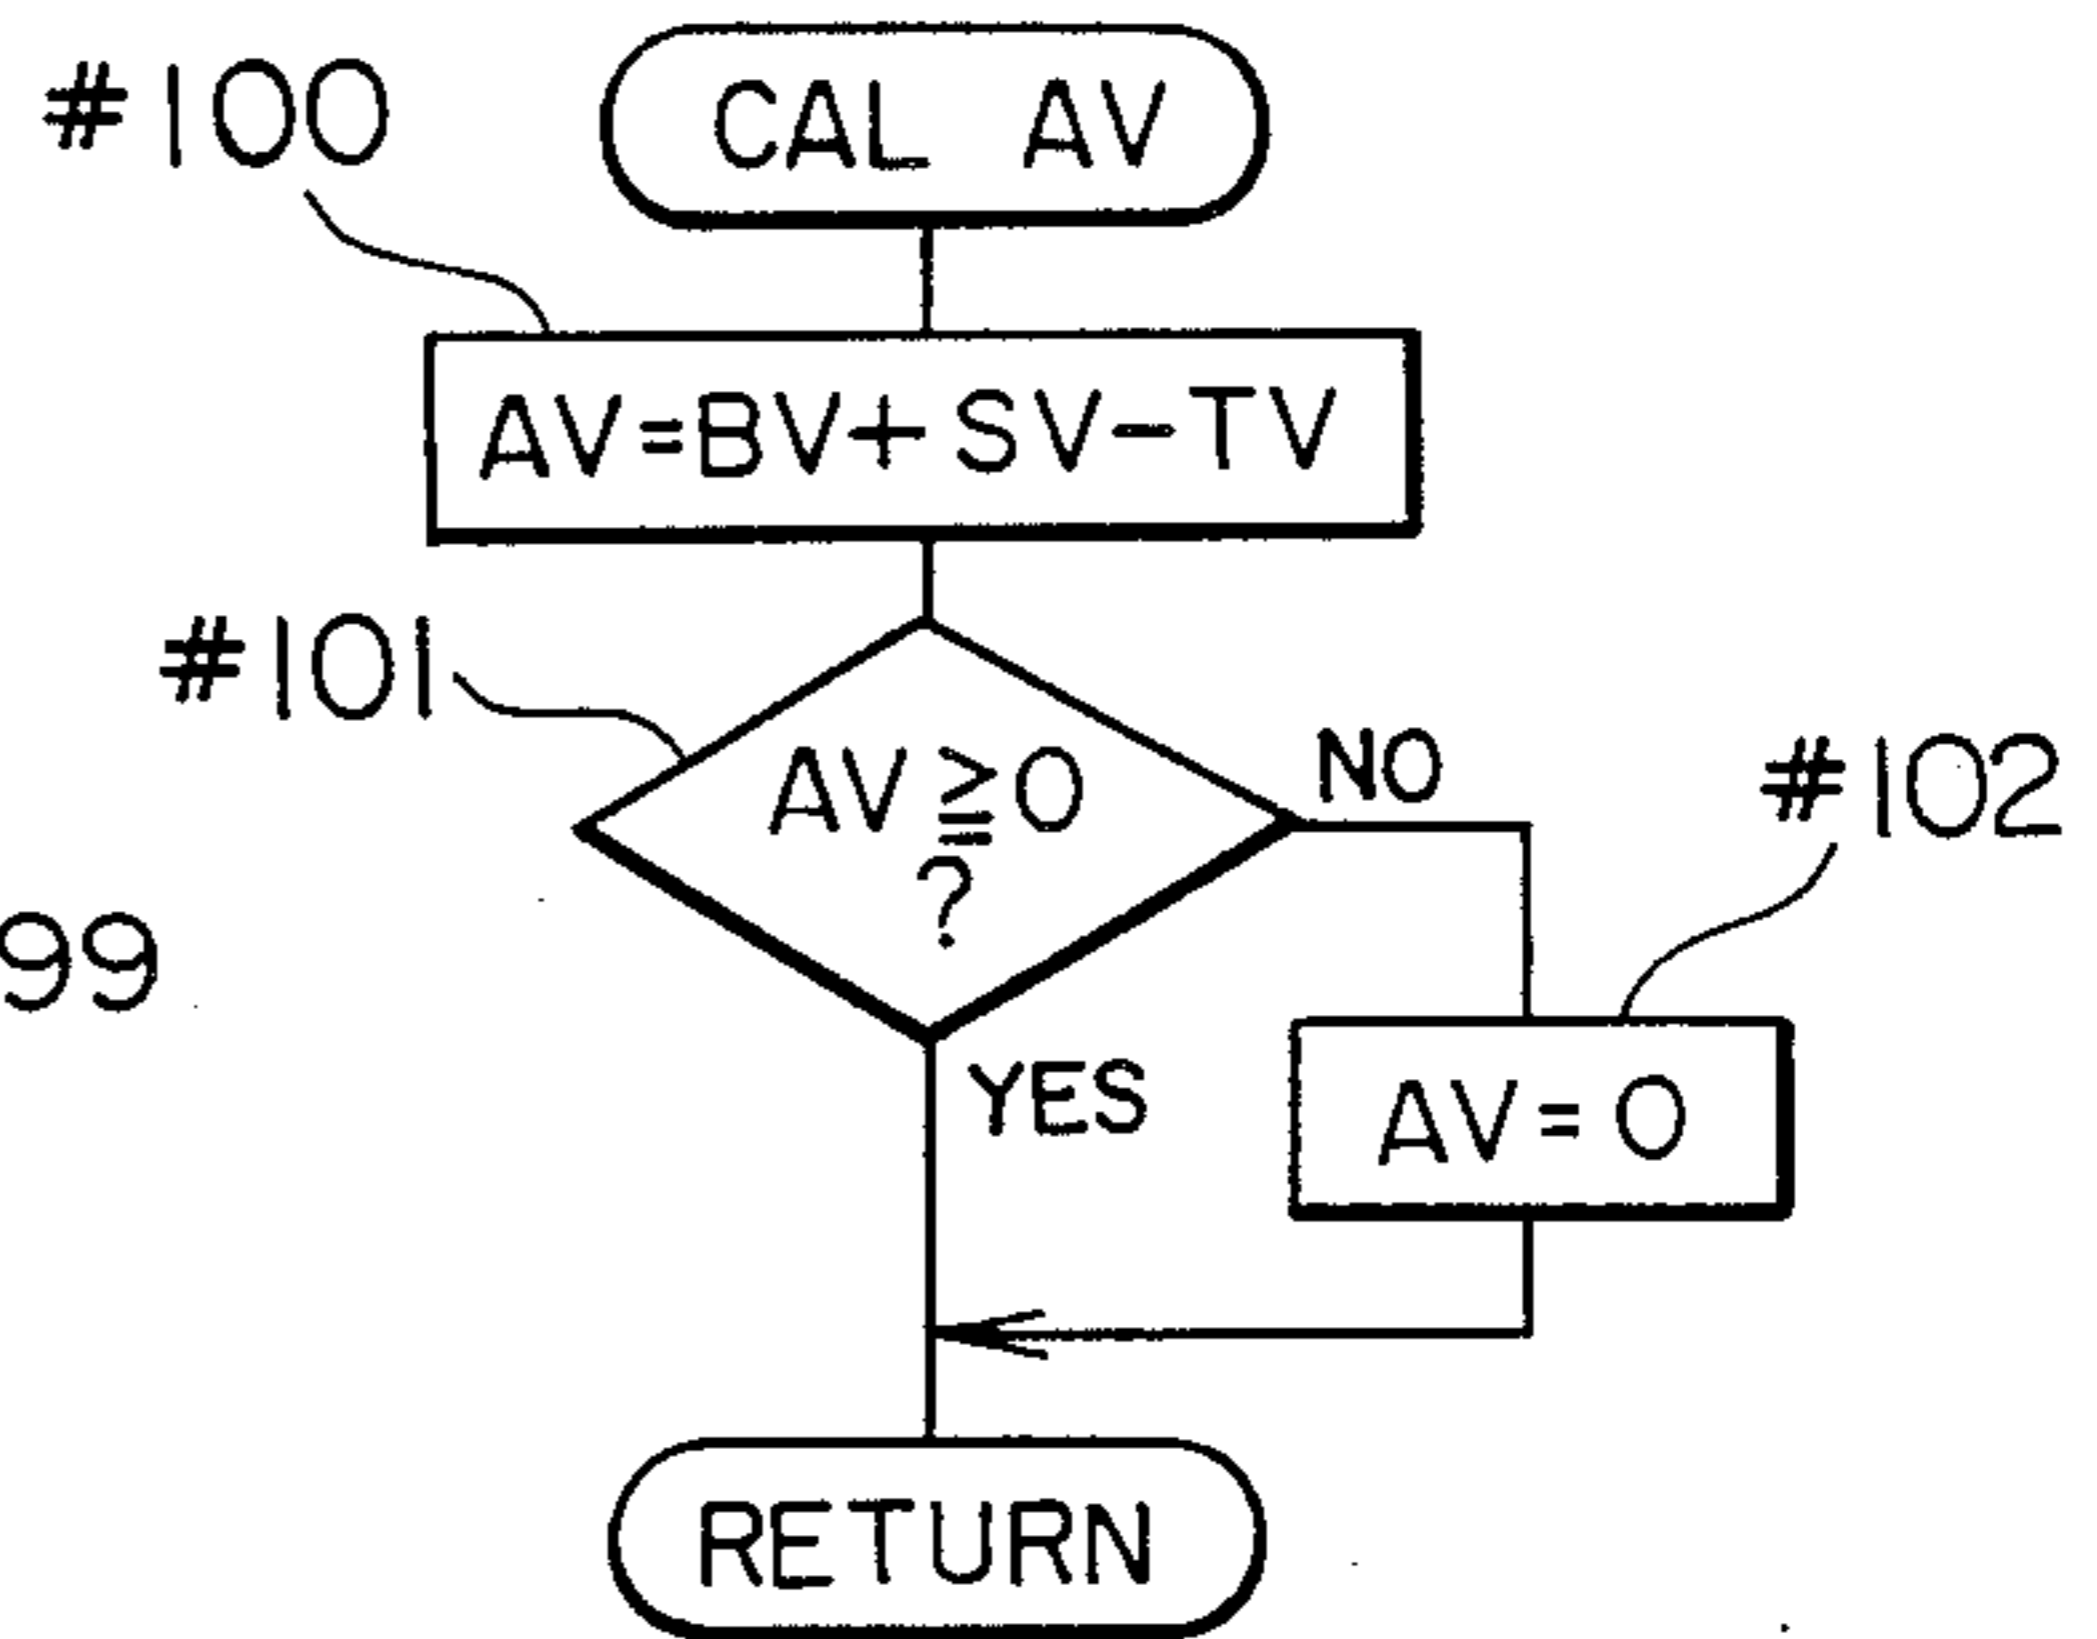 #100
CAL AV
AV=BV+SV-TV
#101
AV≧0
?
NO
#102
99
YES
AV=0
RETURN